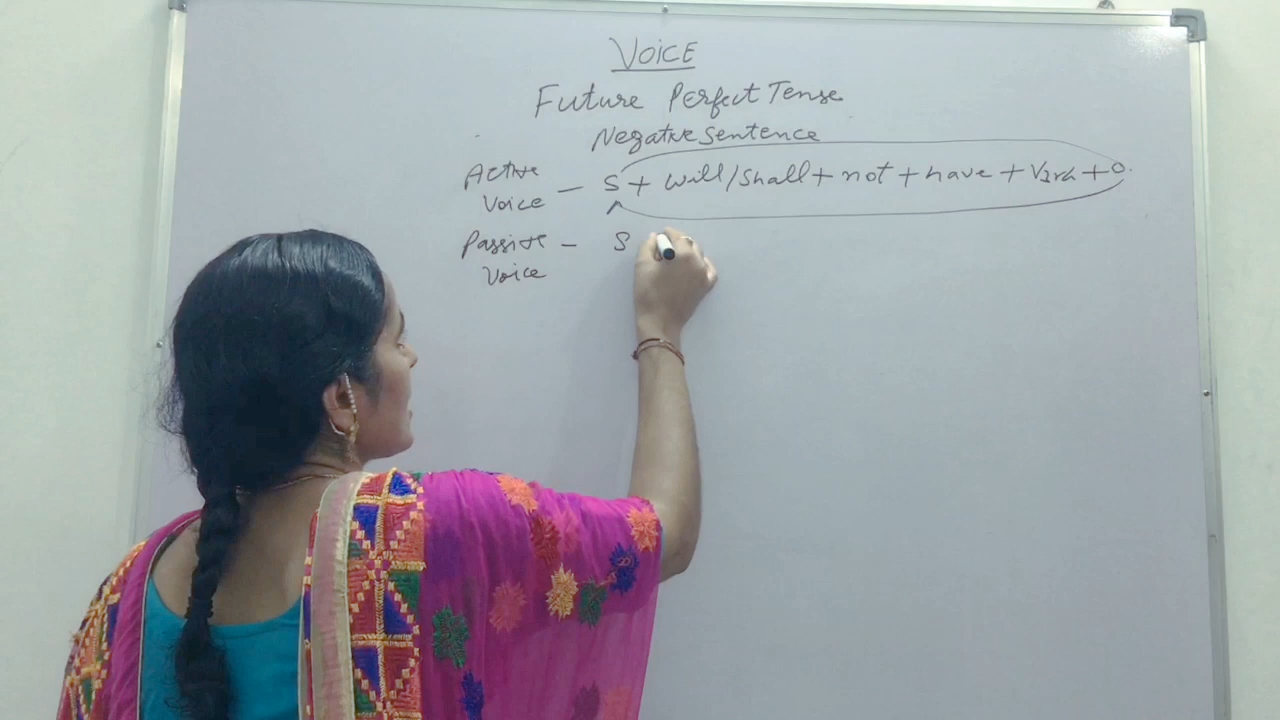 VOICE
Future Perfect Tense
Negative Sentence
Active Voice – S + will/shall + not + have + V3rd + O.
Passive Voice – S